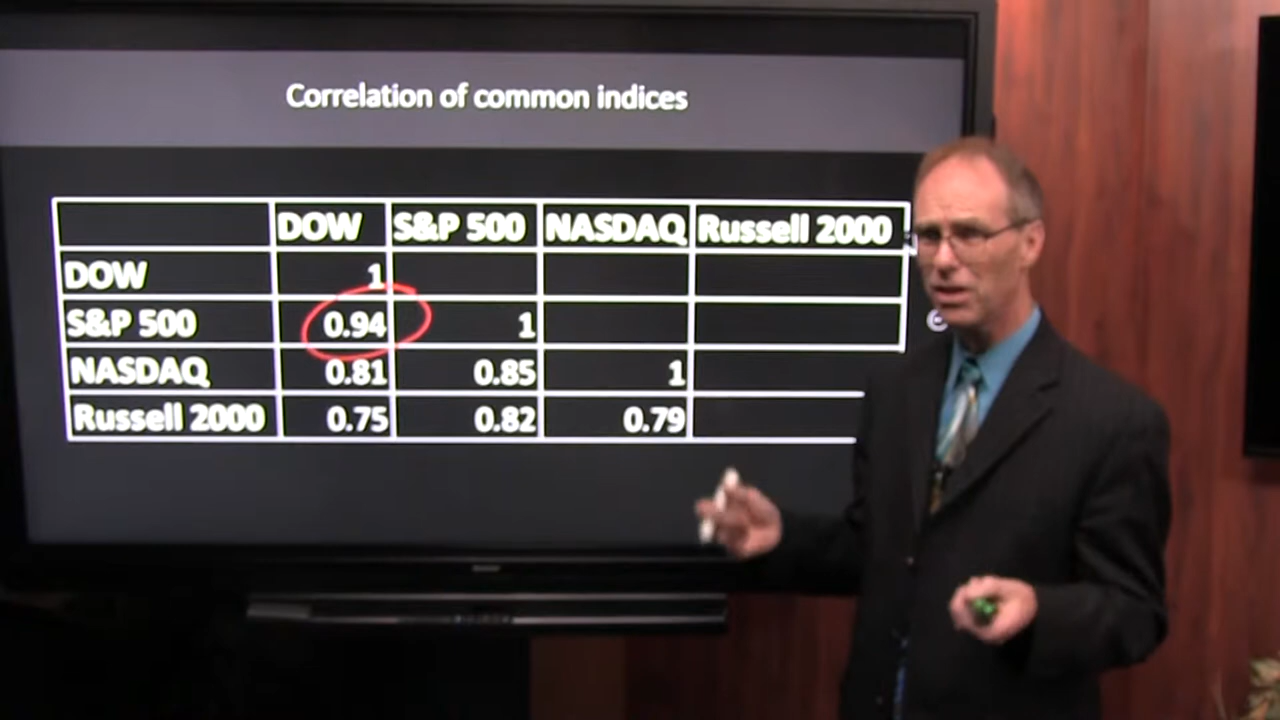 Correlation of common indices
DOW S&P 500 NASDAQ Russell 2000
DOW 1
S&P 500 0.94 1
NASDAQ 0.81 0.85 1
Russell 2000 0.75 0.82 0.79